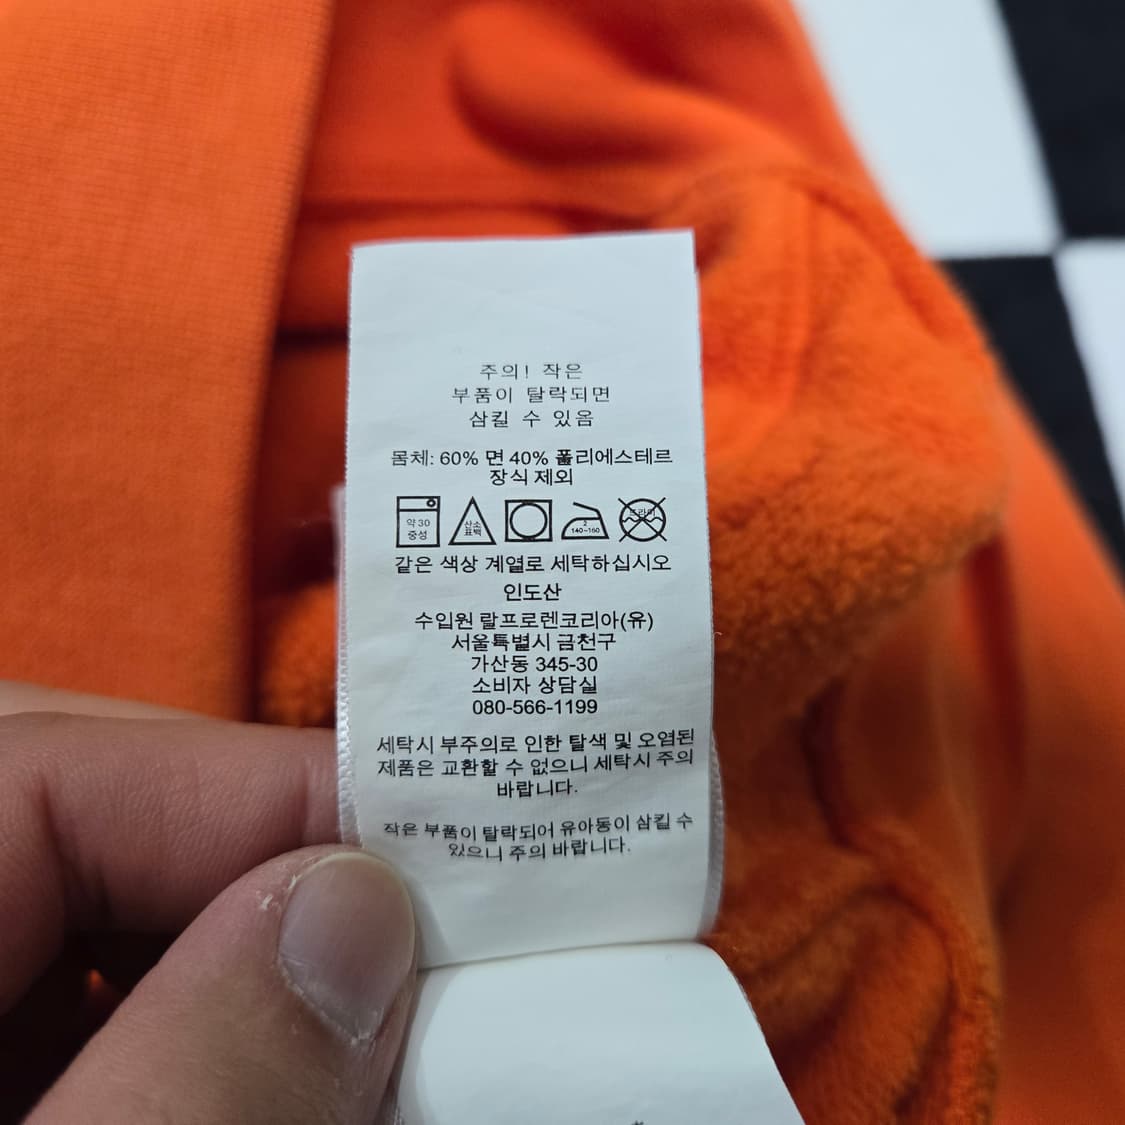 주의! 작은
부품이 탈락되면
삼킬 수 있음
몸체: 60% 면 40% 폴리에스테르
장식 제외
약 30
중성
산소
표백
2
140~160
드라이
같은 색상 계열로 세탁하십시오
인도산
수입원 랄프로렌코리아(유)
서울특별시 금천구
가산동 345-30
소비자 상담실
080-566-1199
세탁시 부주의로 인한 탈색 및 오염된
제품은 교환할 수 없으니 세탁시 주의
바랍니다.
작은 부품이 탈락되어 유아동이 삼킬 수
있으니 주의 바랍니다.